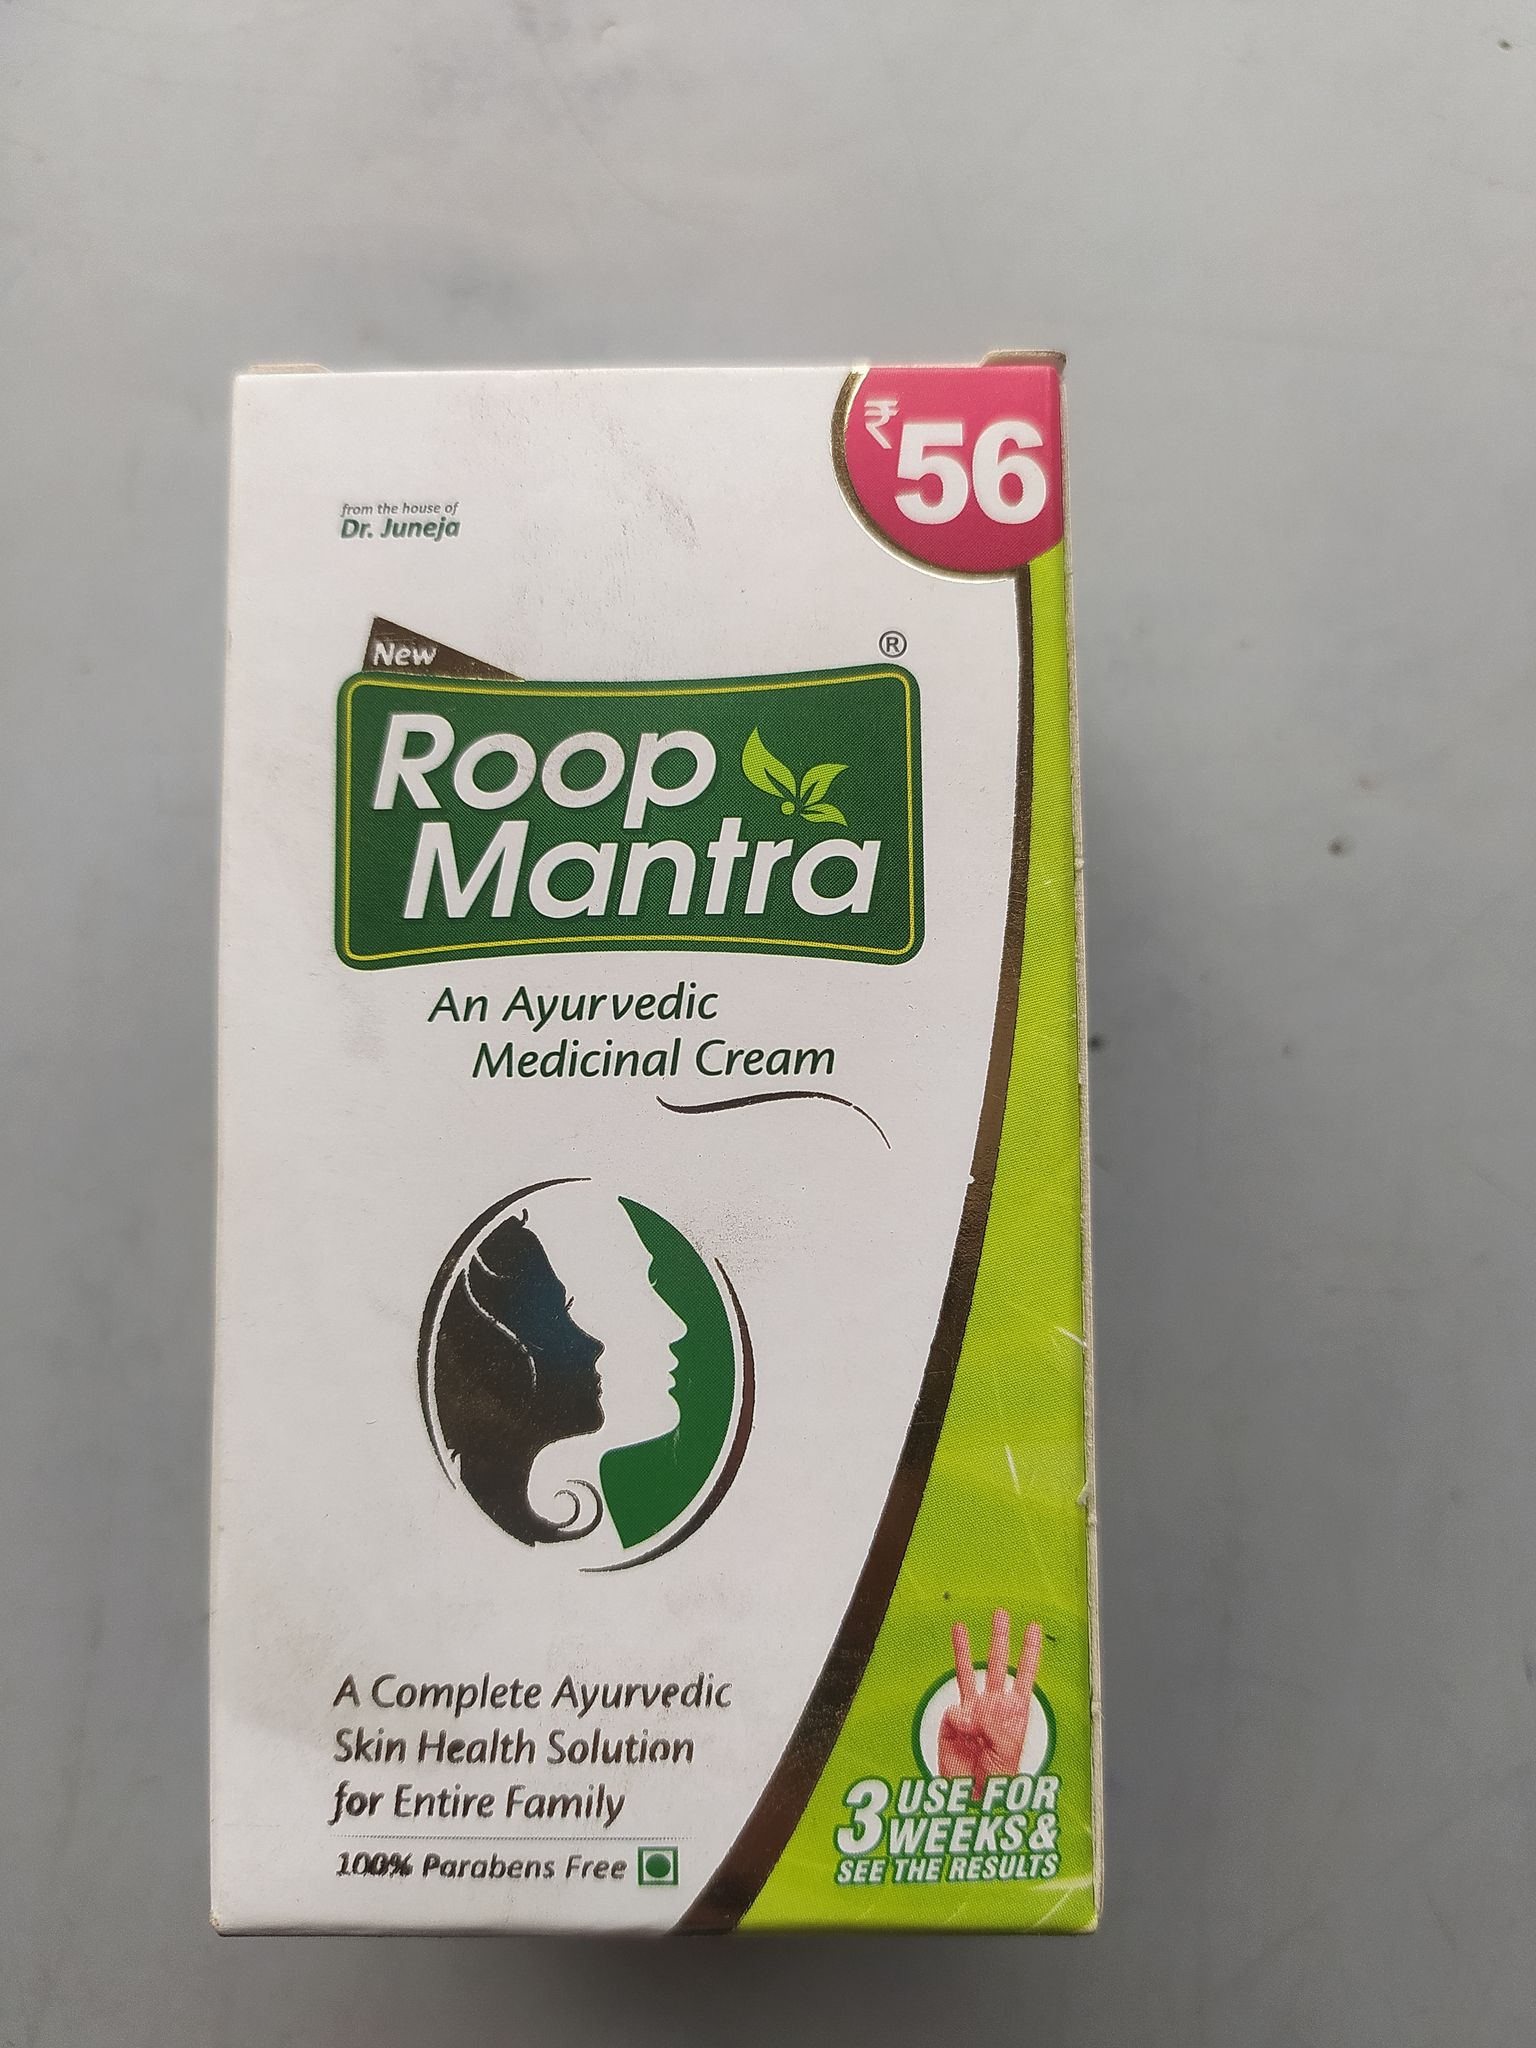 ₹56
from the house of
Dr. Juneja
New
®
Roop
Mantra
An Ayurvedic
Medicinal Cream
A Complete Ayurvedic
Skin Health Solution
for Entire Family
100% Parabens Free
3 USE FOR
WEEKS &
SEE THE RESULTS